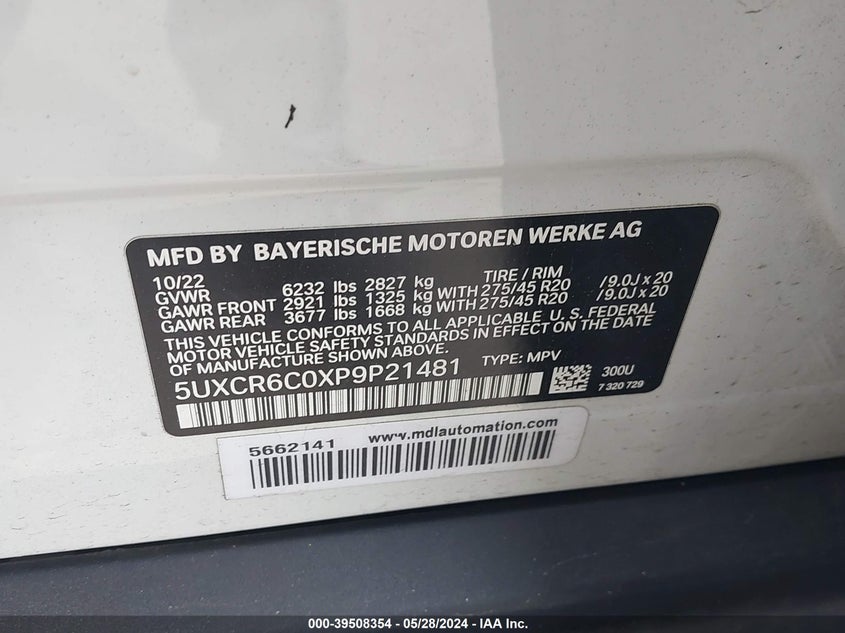 MFD BY BAYERISCHE MOTOREN WERKE AG
10/22 TIRE / RIM
GVWR 6232 lbs 2827 kg
GAWR FRONT 2921 lbs 1325 kg WITH 275/45 R20 /9.0J x 20
GAWR REAR 3677 lbs 1668 kg WITH 275/45 R20 /9.0J x 20
THIS VEHICLE CONFORMS TO ALL APPLICABLE U. S. FEDERAL
MOTOR VEHICLE SAFETY STANDARDS IN EFFECT ON THE DATE
OF MANUFACTURE SHOWN ABOVE.
5UXCR6C0XP9P21481 TYPE: MPV
300U
7 320 729
5662141 www.mdlautomation.com
000-39508354 / 05/28/2024 - IAA Inc.